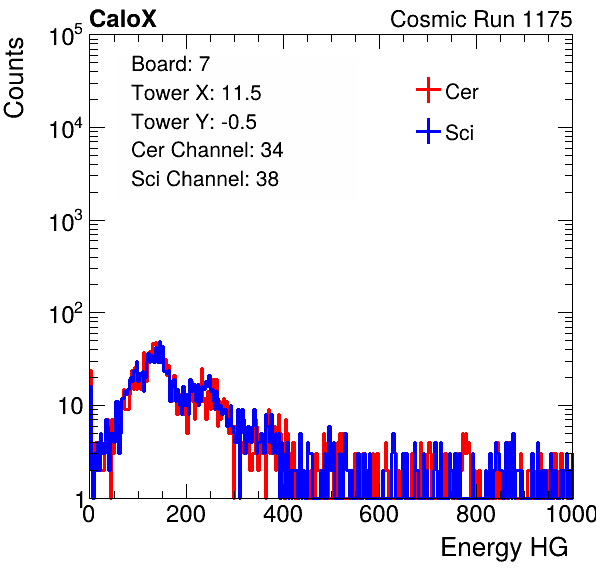 CaloX Cosmic Run 1175
Counts
10^5
10^4
10^3
10^2
10
1
Board: 7
Tower X: 11.5
Tower Y: -0.5
Cer Channel: 34
Sci Channel: 38
Cer
Sci
0 200 400 600 800 1000
Energy HG